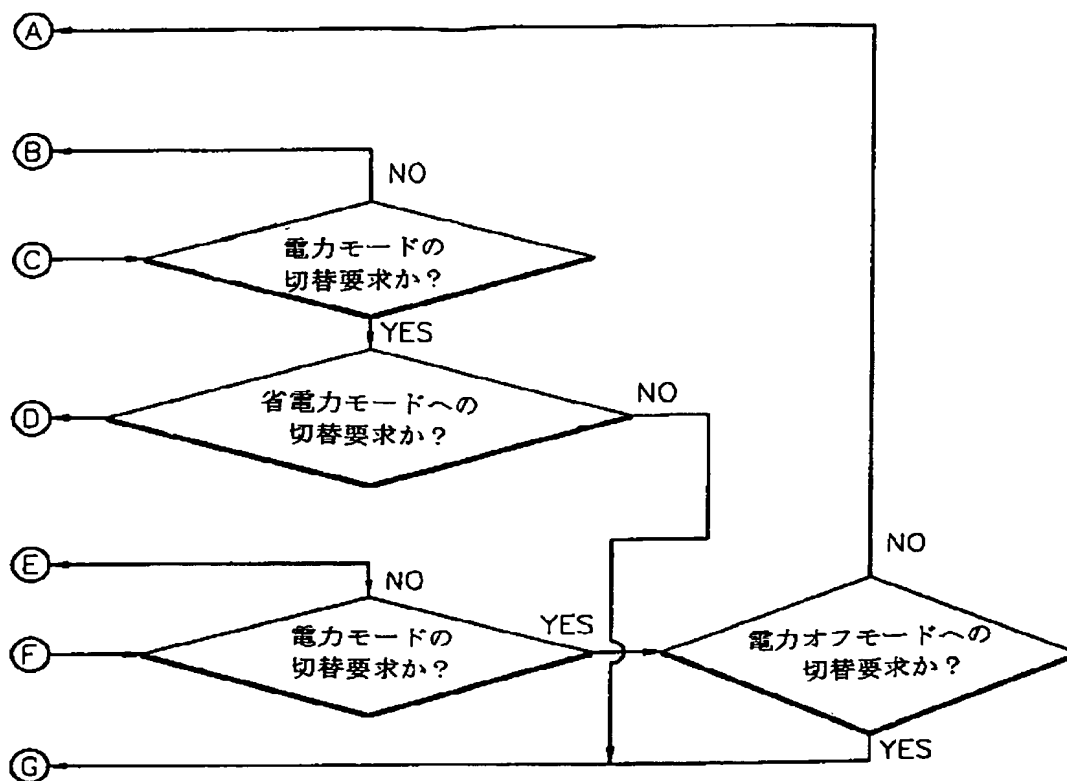 A
B
NO
C
電力モードの
切替要求か?
YES
D
省電力モードへの
切替要求か?
NO
E
NO
NO
F
電力モードの
切替要求か?
YES
電力オフモードへの
切替要求か?
YES
G